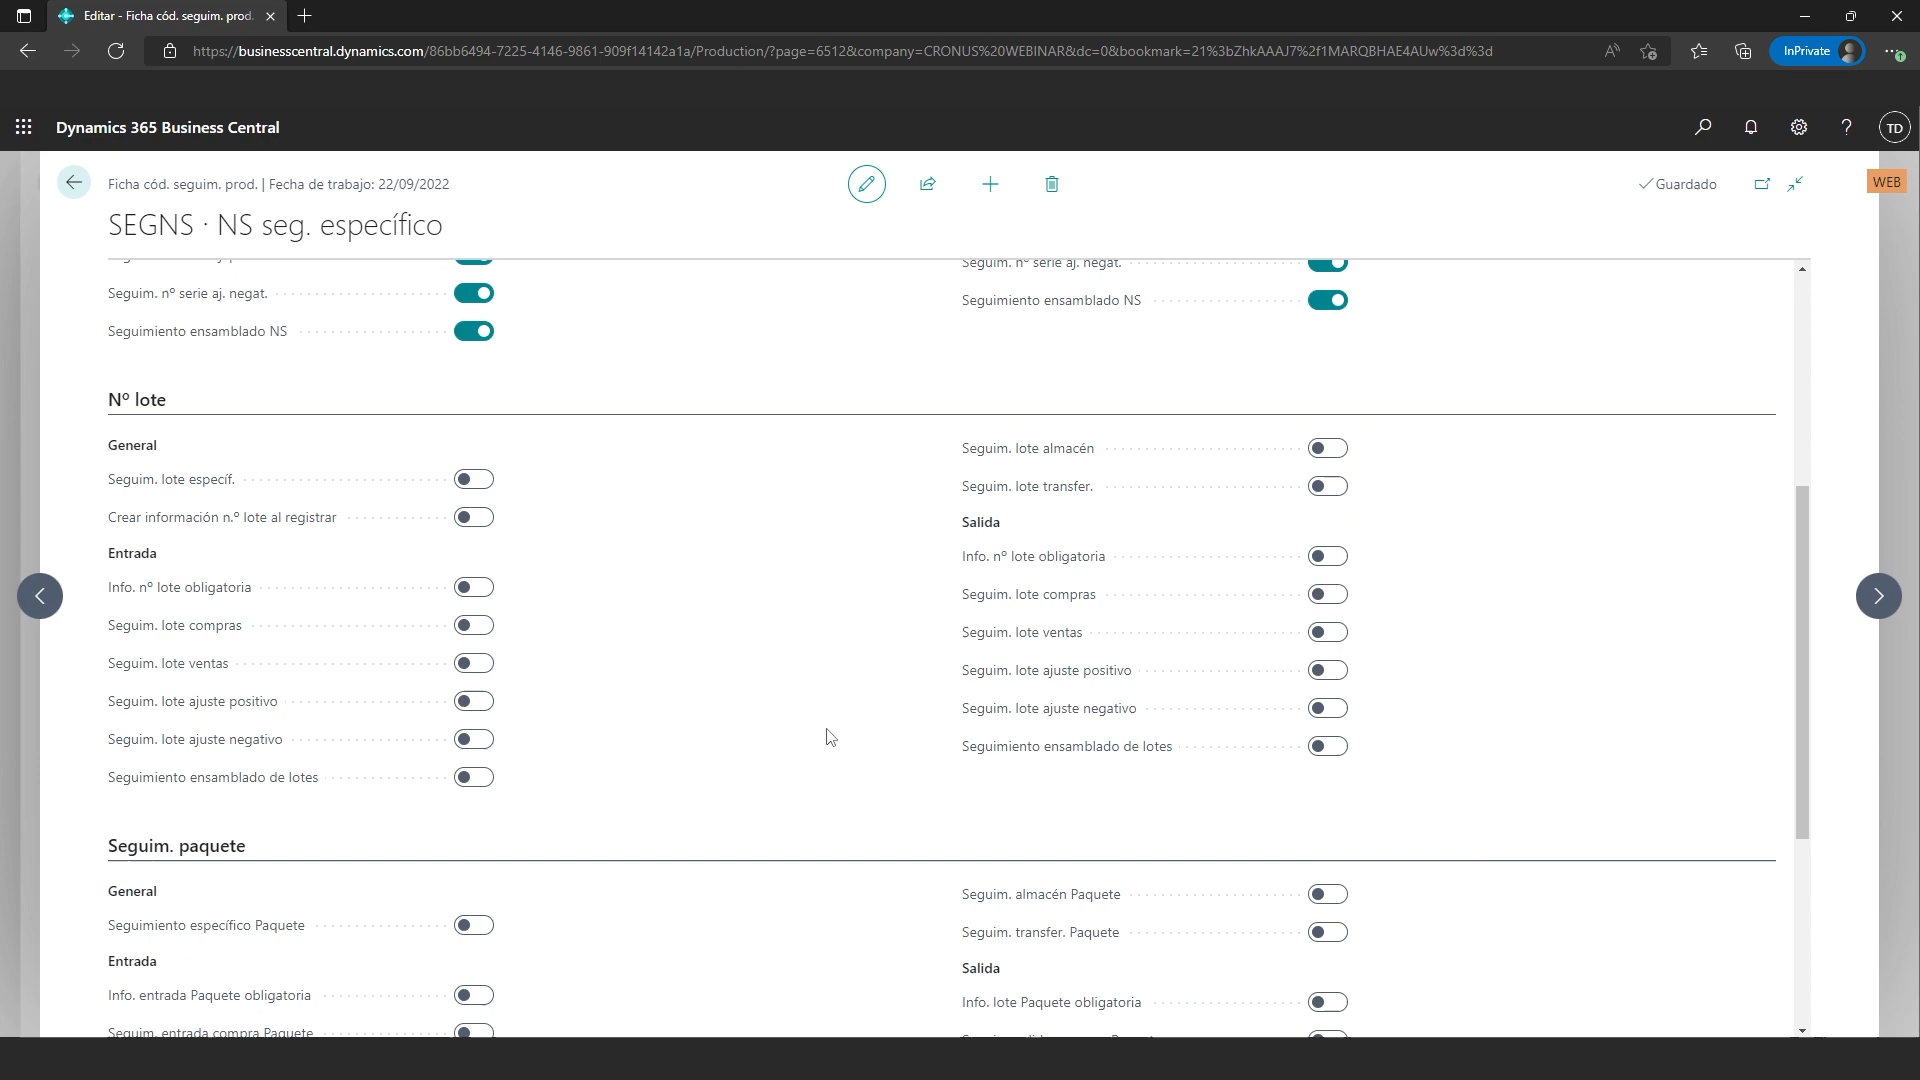 Editar - Ficha cód. seguim. prod.
https://businesscentral.dynamics.com/86bb6494-7225-4146-9861-909f14142a1a/Production/?page=6512&company=CRONUS%20WEBINAR&dc=0&bookmark=21%3bZhkAAAJ7%2f1MARQBHAE4AUw%3d%3d
InPrivate
Dynamics 365 Business Central
TD
Ficha cód. seguim. prod. | Fecha de trabajo: 22/09/2022
Guardado
WEB
SEGNS · NS seg. específico
Seguim. nº serie aj. negat.
Seguimiento ensamblado NS
Seguim. nº serie aj. negat.
Seguimiento ensamblado NS
Nº lote
General
Seguim. lote específ.
Crear información n.º lote al registrar
Entrada
Info. nº lote obligatoria
Seguim. lote compras
Seguim. lote ventas
Seguim. lote ajuste positivo
Seguim. lote ajuste negativo
Seguimiento ensamblado de lotes
Seguim. lote almacén
Seguim. lote transfer.
Salida
Info. nº lote obligatoria
Seguim. lote compras
Seguim. lote ventas
Seguim. lote ajuste positivo
Seguim. lote ajuste negativo
Seguimiento ensamblado de lotes
Seguim. paquete
General
Seguimiento específico Paquete
Entrada
Info. entrada Paquete obligatoria
Seguim. entrada compra Paquete
Seguim. almacén Paquete
Seguim. transfer. Paquete
Salida
Info. lote Paquete obligatoria